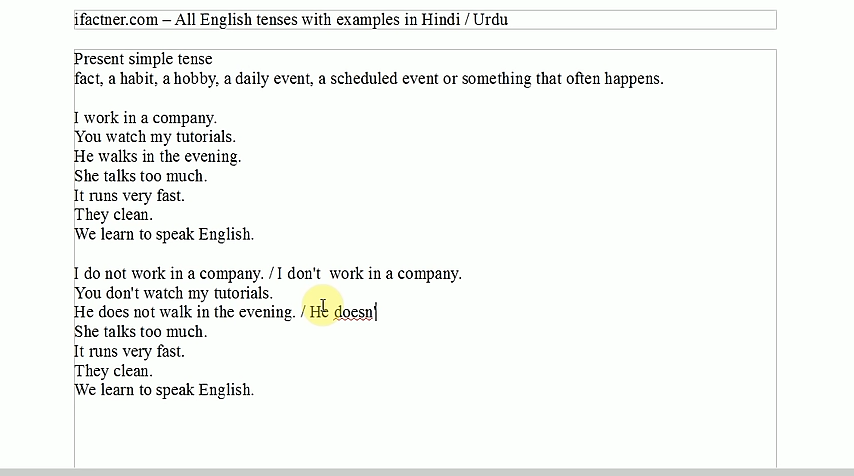 ifactner.com – All English tenses with examples in Hindi / Urdu
Present simple tense
fact, a habit, a hobby, a daily event, a scheduled event or something that often happens.
I work in a company.
You watch my tutorials.
He walks in the evening.
She talks too much.
It runs very fast.
They clean.
We learn to speak English.
I do not work in a company. / I don't  work in a company.
You don't watch my tutorials.
He does not walk in the evening. / He doesn'
She talks too much.
It runs very fast.
They clean.
We learn to speak English.